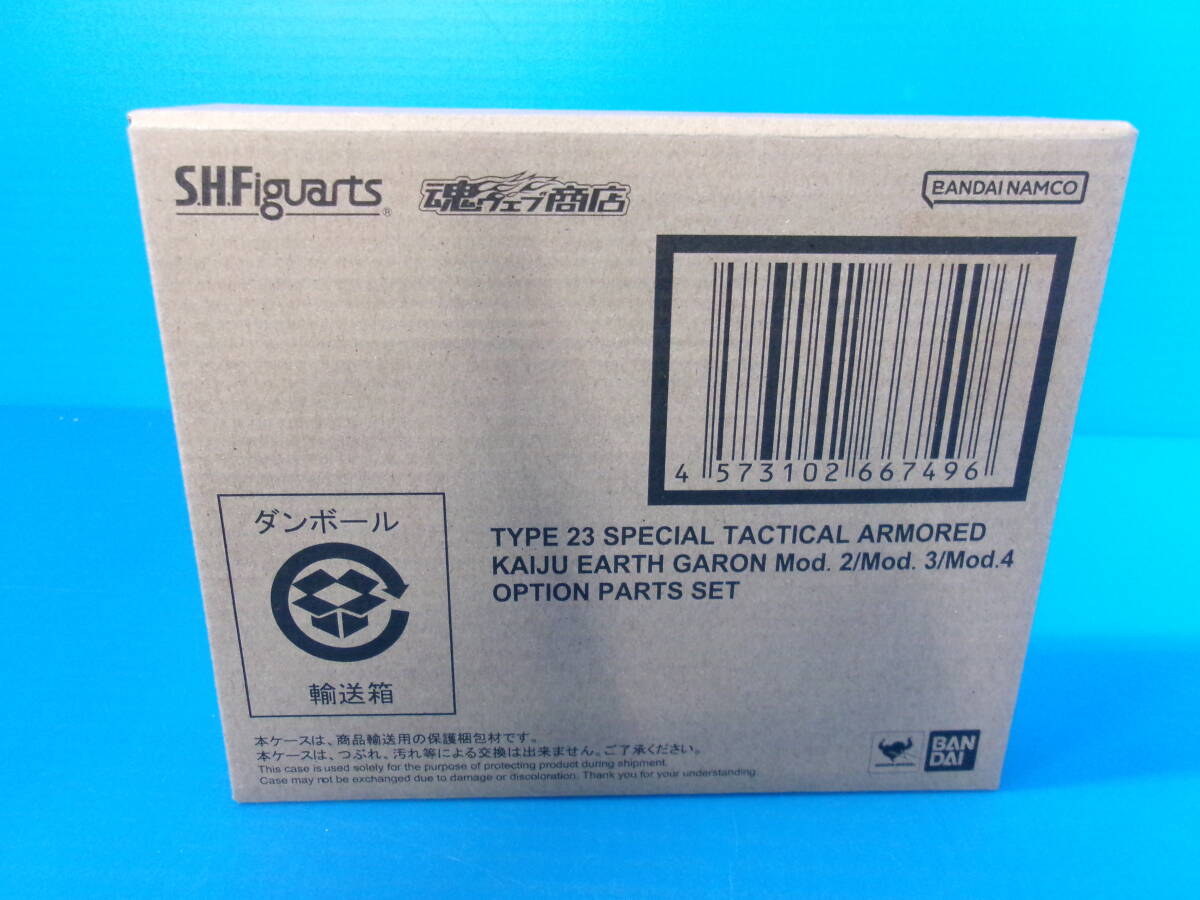 S.H.Figuarts®
魂ウェブ商店
BANDAI NAMCO
4 573102 667496
TYPE 23 SPECIAL TACTICAL ARMORED
KAIJU EARTH GARON Mod. 2/Mod. 3/Mod.4
OPTION PARTS SET
ダンボール
輸送箱
本ケースは、商品輸送用の保護梱包材です。
本ケースは、つぶれ、汚れ等による交換は出来ません。ご了承ください。
This case is used solely for the purpose of protecting product during shipment.
Case may not be exchanged due to damage or discoloration. Thank you for your understanding.
BAN
DAI